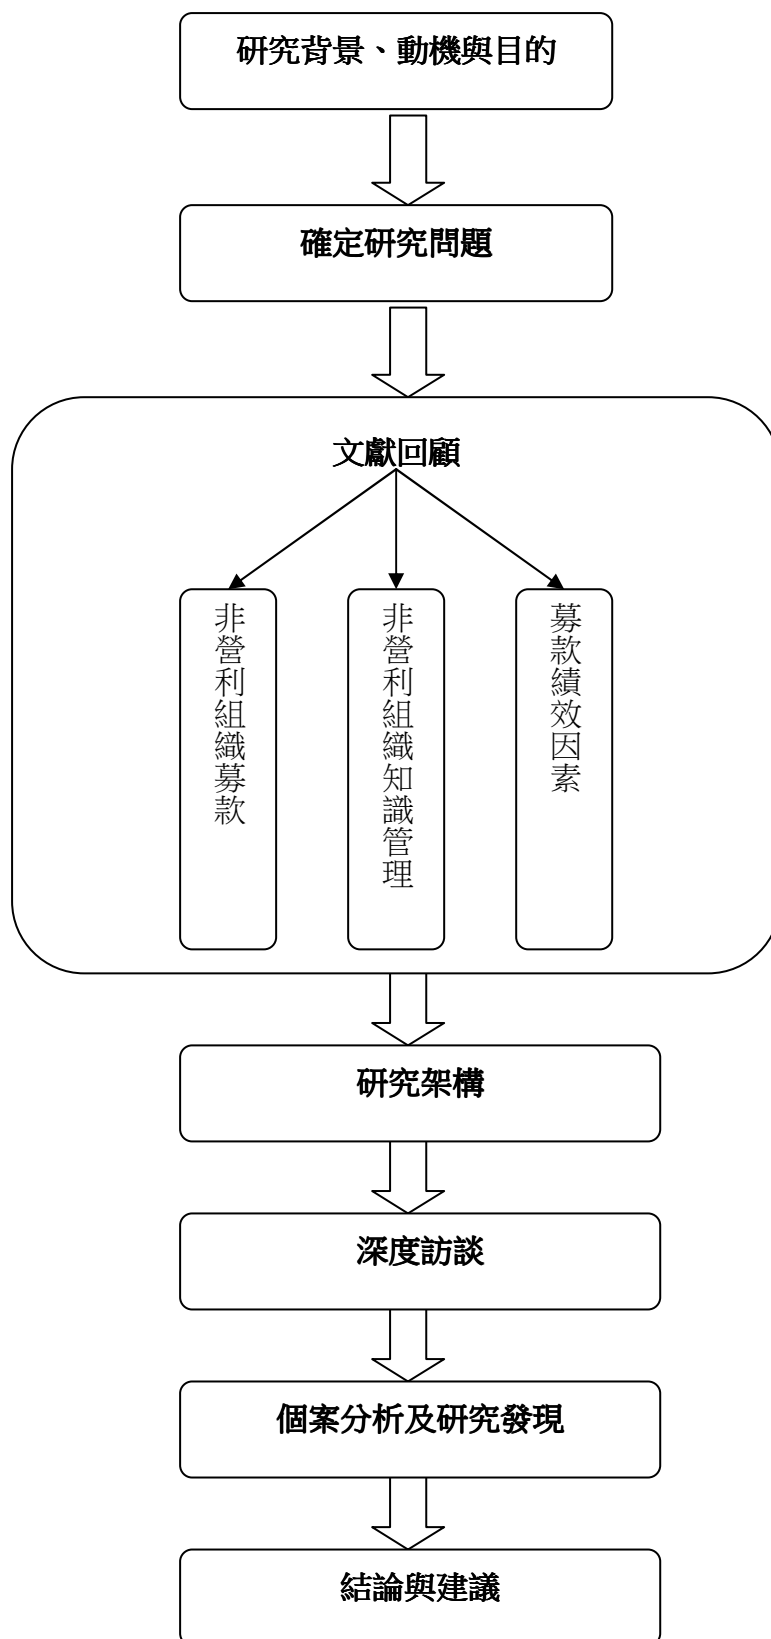 研究背景、動機與目的
確定研究問題
文獻回顧
非營利組織募款
非營利組織知識管理
募款績效因素
研究架構
深度訪談
個案分析及研究發現
結論與建議